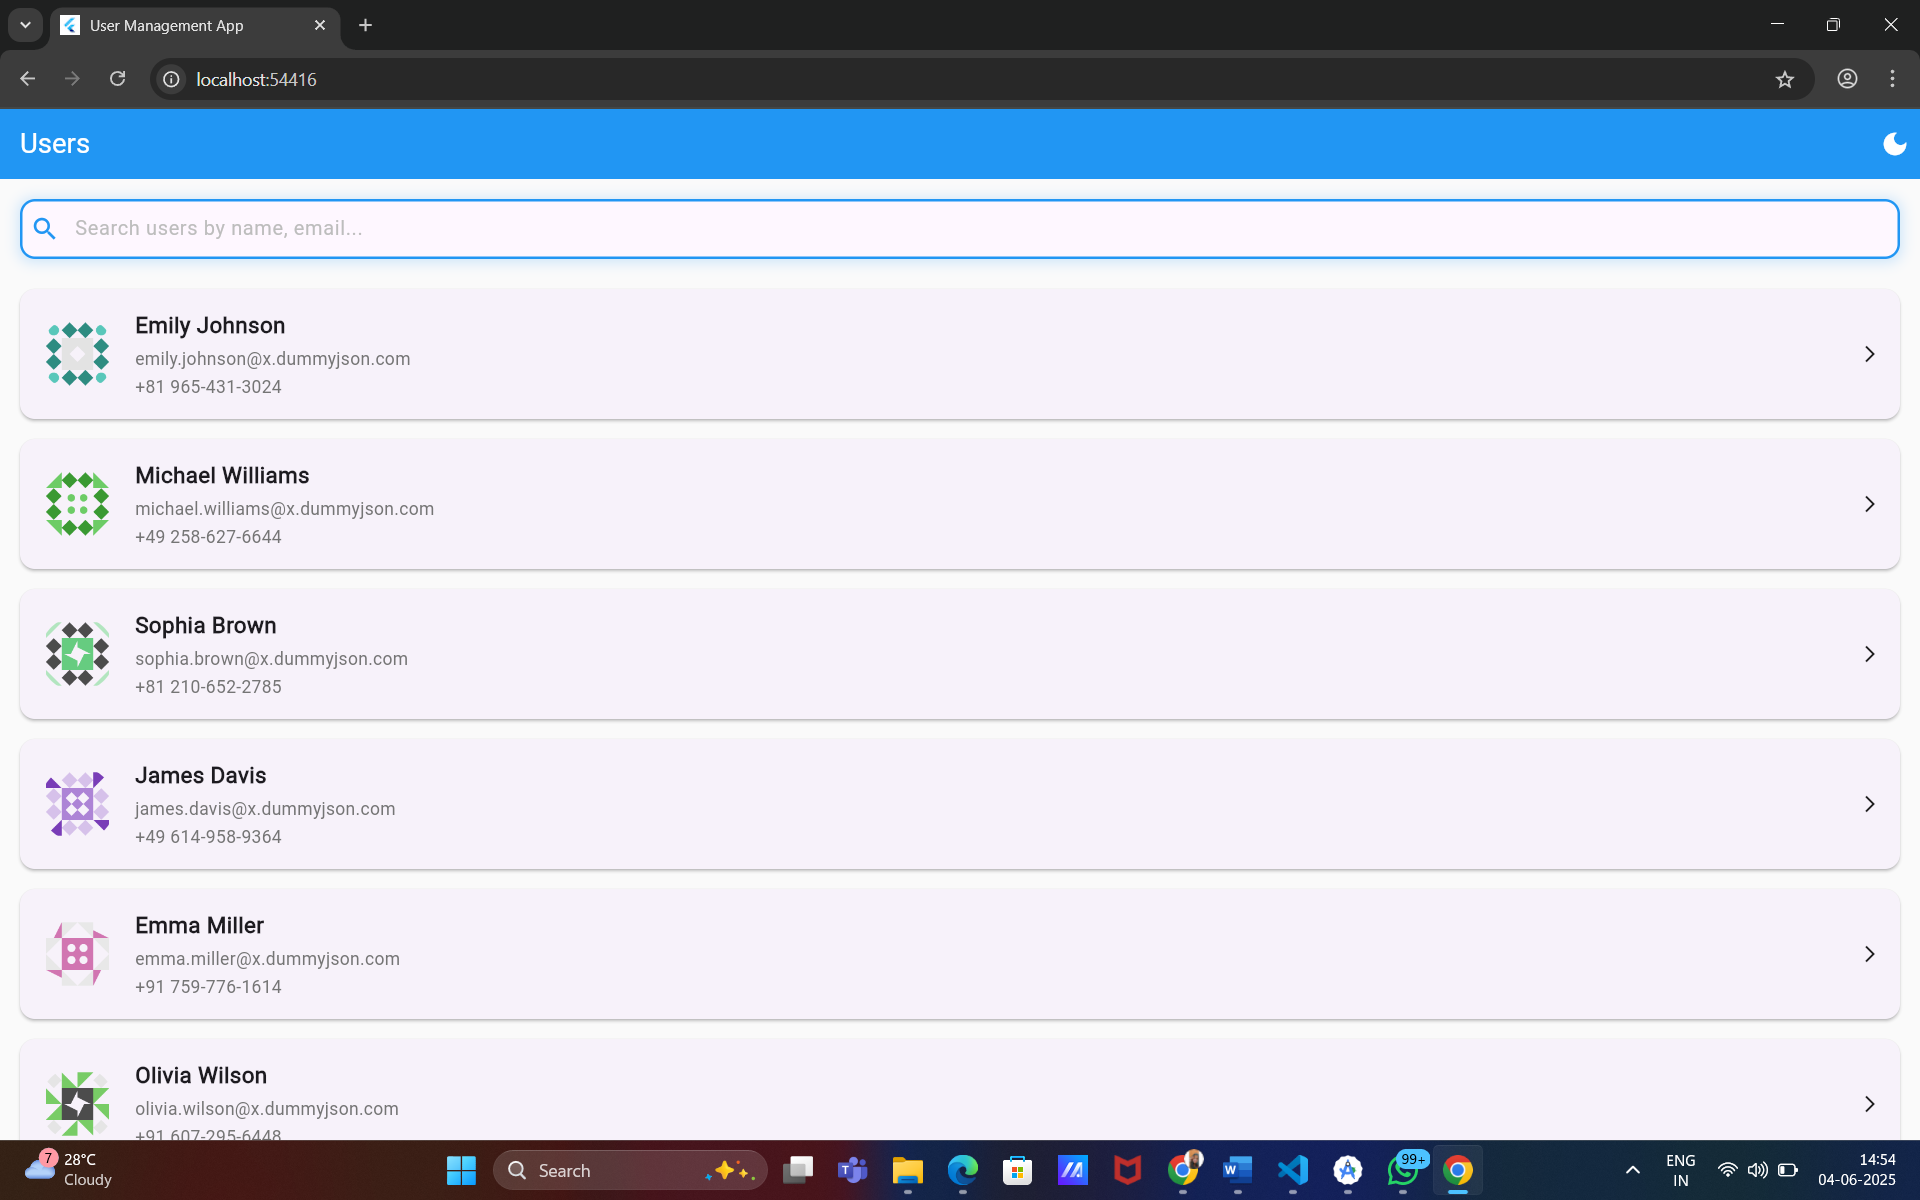 User Management App
localhost:54416
Users
Search users by name, email...
Emily Johnson
emily.johnson@x.dummyjson.com
+81 965-431-3024
Michael Williams
michael.williams@x.dummyjson.com
+49 258-627-6644
Sophia Brown
sophia.brown@x.dummyjson.com
+81 210-652-2785
James Davis
james.davis@x.dummyjson.com
+49 614-958-9364
Emma Miller
emma.miller@x.dummyjson.com
+91 759-776-1614
Olivia Wilson
olivia.wilson@x.dummyjson.com
+91 607-295-6448
7
28°C
Cloudy
Search
99+
ENG
IN
14:54
04-06-2025